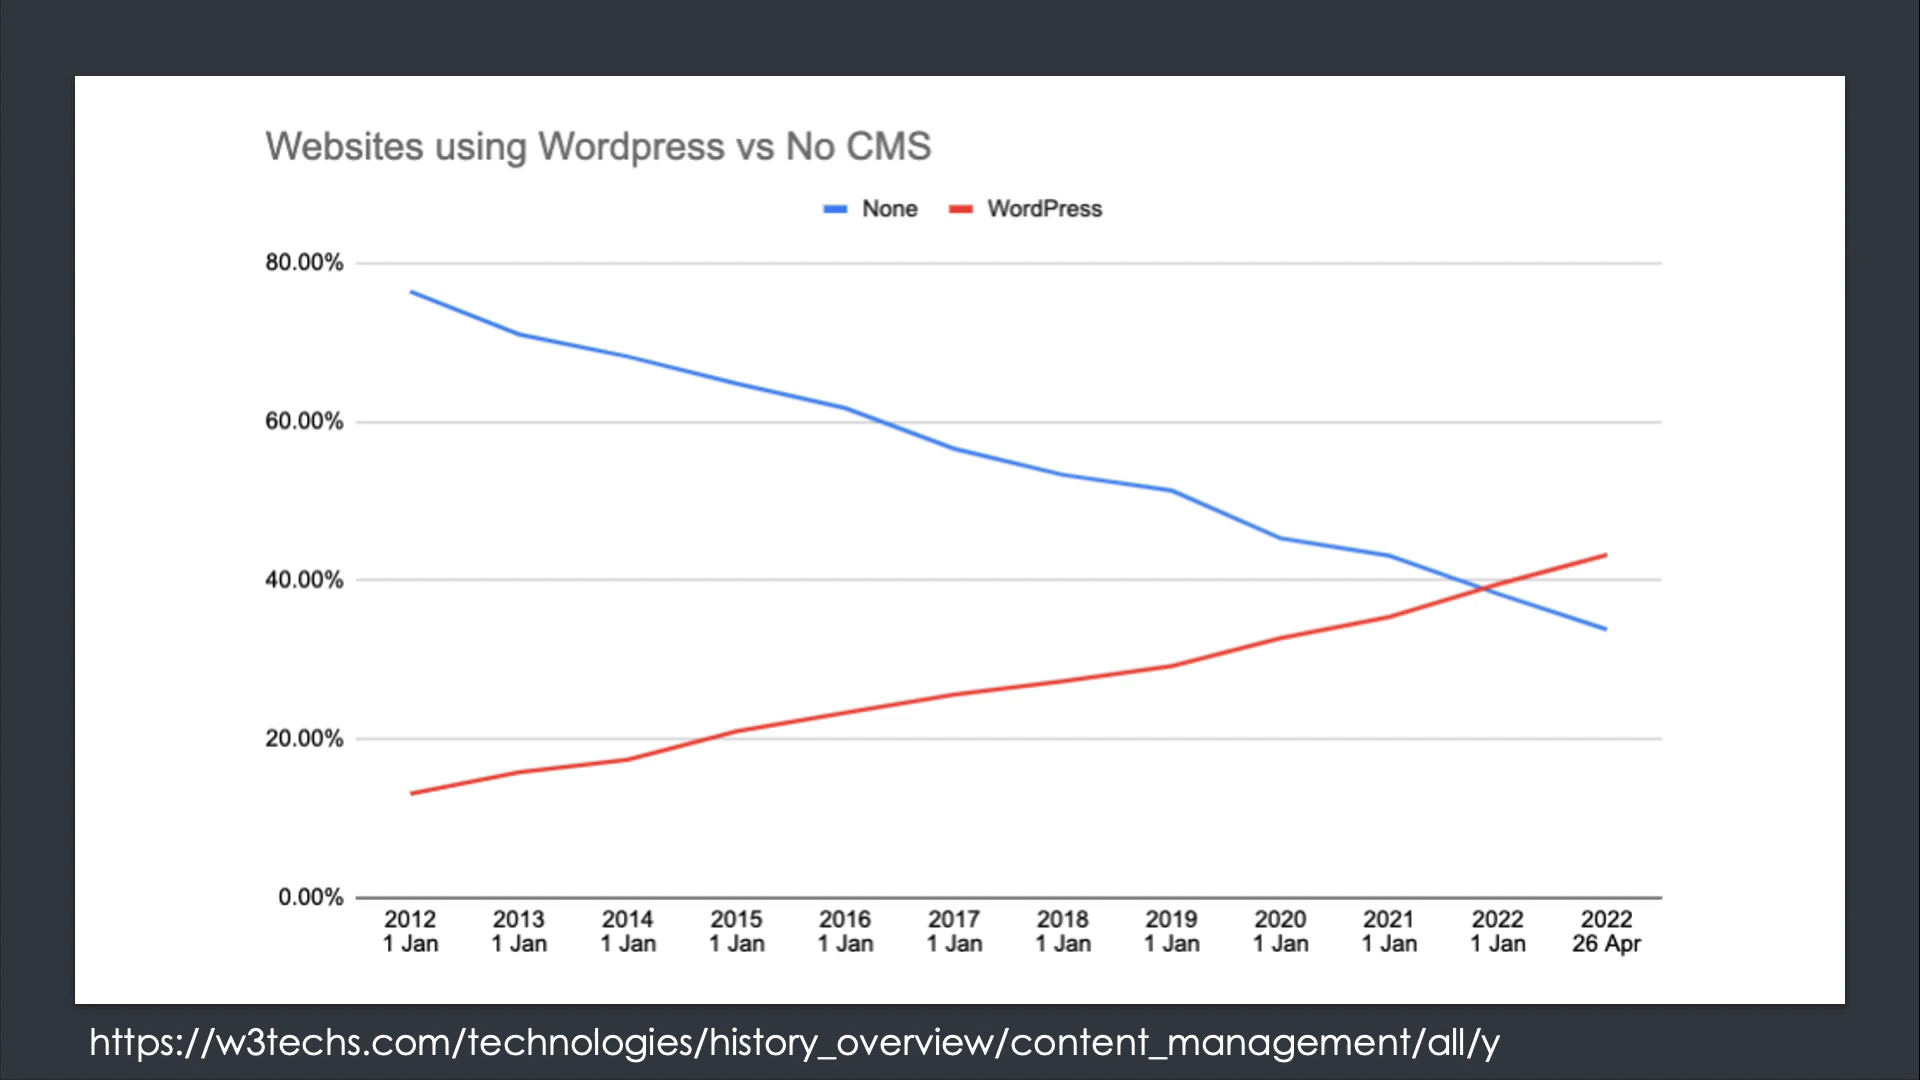 Websites using Wordpress vs No CMS
None WordPress
80.00%
60.00%
40.00%
20.00%
0.00%
2012 2013 2014 2015 2016 2017 2018 2019 2020 2021 2022 2022
1 Jan 1 Jan 1 Jan 1 Jan 1 Jan 1 Jan 1 Jan 1 Jan 1 Jan 1 Jan 1 Jan 26 Apr
https://w3techs.com/technologies/history_overview/content_management/all/y